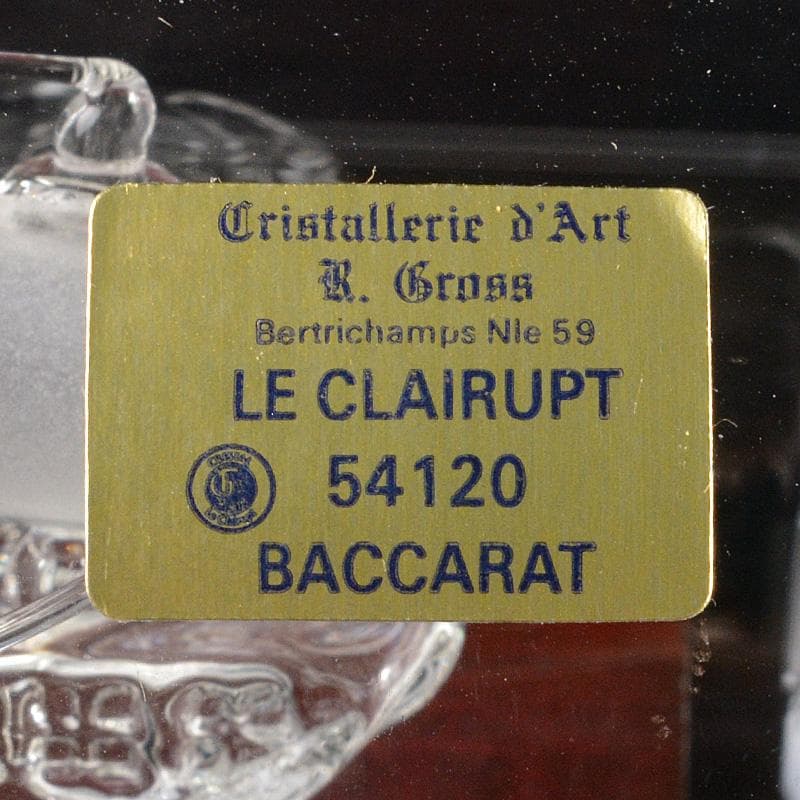 Cristallerie d'Art
R. Gross
Bertrichamps Nle 59
LE CLAIRUPT
54120
BACCARAT